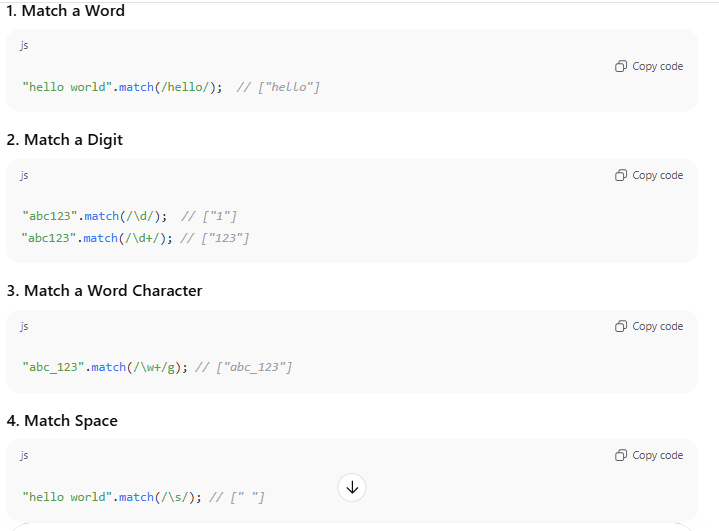 1. Match a Word
js
Copy code
"hello world".match(/hello/);  // ["hello"]
2. Match a Digit
js
Copy code
"abc123".match(/\d/);  // ["1"]
"abc123".match(/\d+/); // ["123"]
3. Match a Word Character
js
Copy code
"abc_123".match(/\w+/g); // ["abc_123"]
4. Match Space
js
Copy code
"hello world".match(/\s/); // [" "]